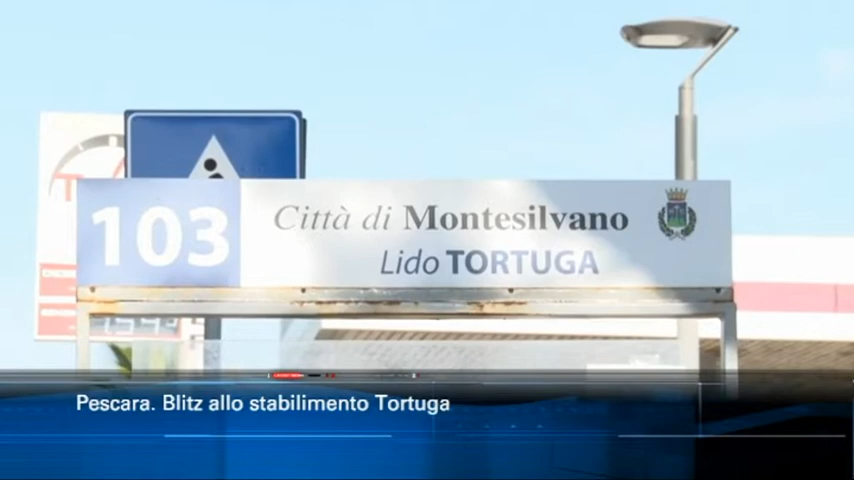 103
Città di Montesilvano
Lido TORTUGA
Pescara. Blitz allo stabilimento Tortuga